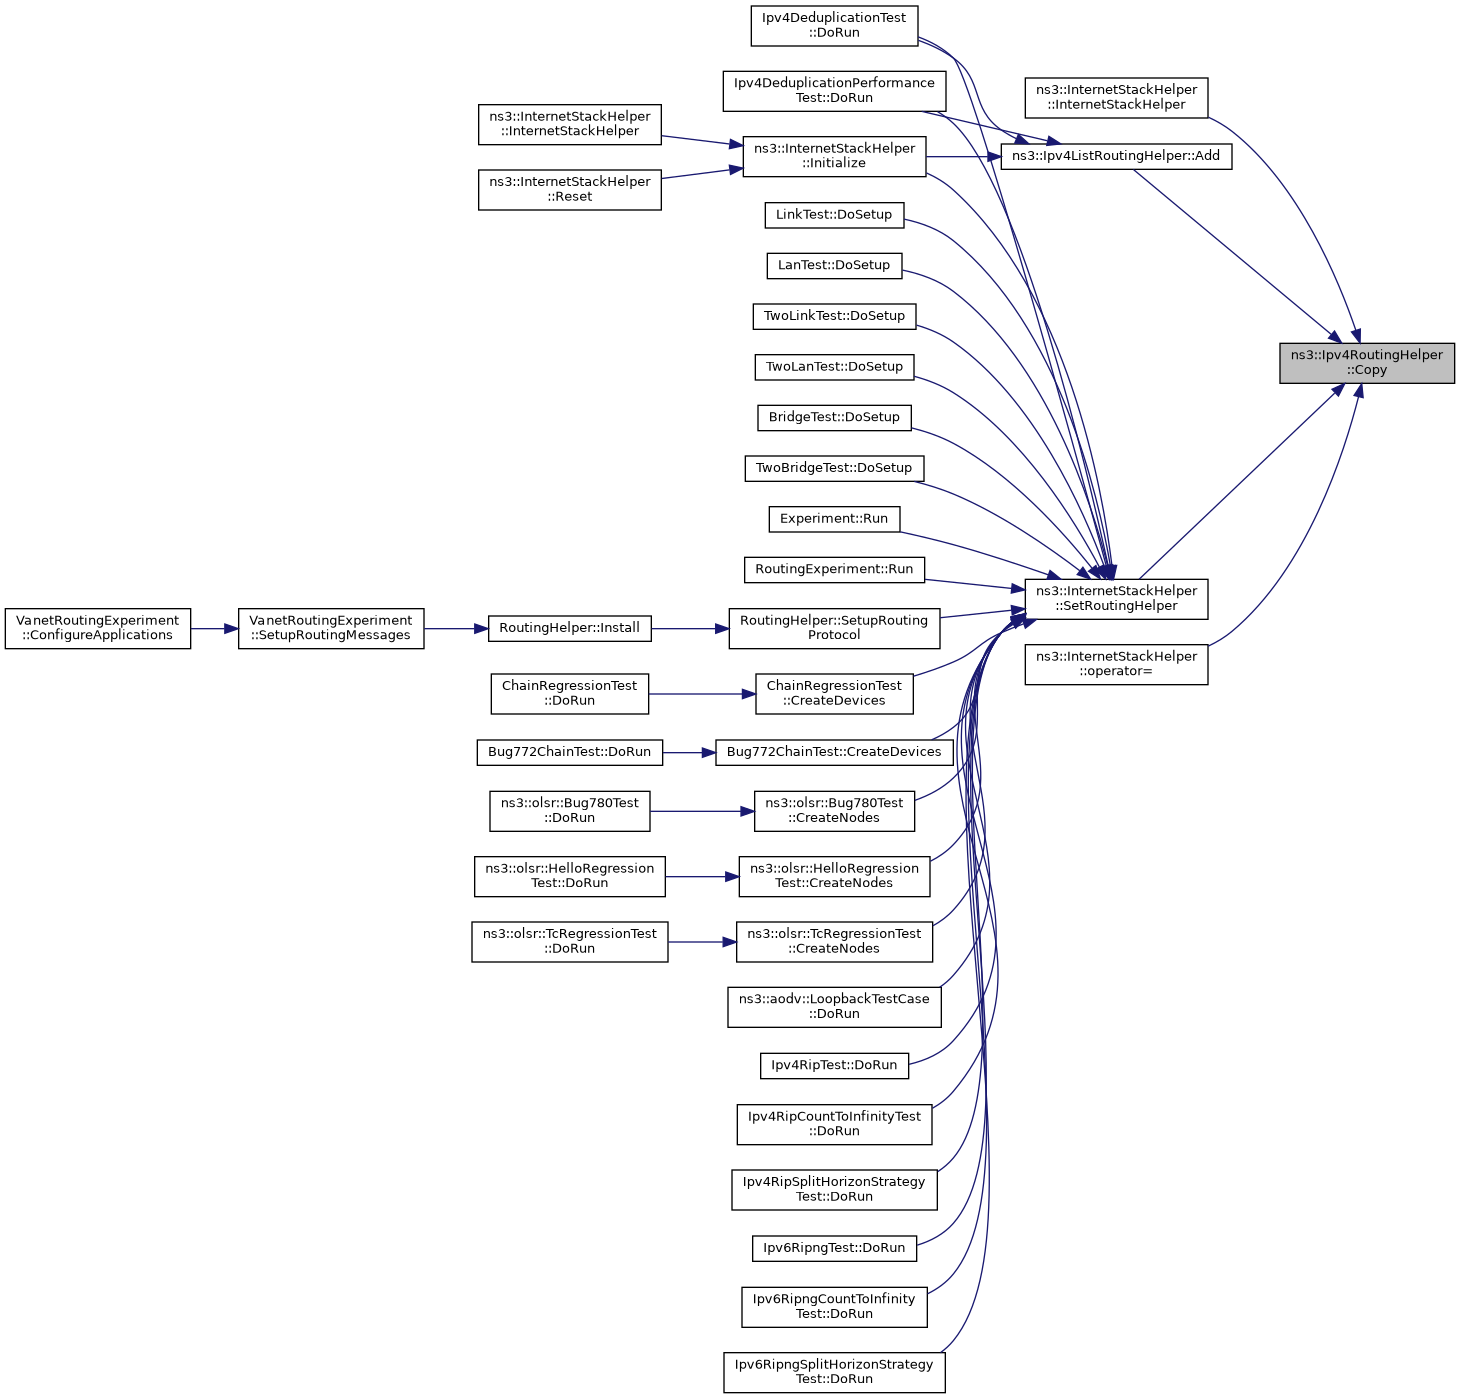 Ipv4DeduplicationTest
::DoRun
Ipv4DeduplicationPerformance
Test::DoRun
ns3::InternetStackHelper
::InternetStackHelper
ns3::InternetStackHelper
::InternetStackHelper
ns3::InternetStackHelper
::Initialize
ns3::Ipv4ListRoutingHelper::Add
ns3::InternetStackHelper
::Reset
LinkTest::DoSetup
LanTest::DoSetup
TwoLinkTest::DoSetup
ns3::Ipv4RoutingHelper
::Copy
TwoLanTest::DoSetup
BridgeTest::DoSetup
TwoBridgeTest::DoSetup
Experiment::Run
RoutingExperiment::Run
ns3::InternetStackHelper
::SetRoutingHelper
VanetRoutingExperiment
::ConfigureApplications
VanetRoutingExperiment
::SetupRoutingMessages
RoutingHelper::Install
RoutingHelper::SetupRouting
Protocol
ns3::InternetStackHelper
::operator=
ChainRegressionTest
::DoRun
ChainRegressionTest
::CreateDevices
Bug772ChainTest::DoRun
Bug772ChainTest::CreateDevices
ns3::olsr::Bug780Test
::DoRun
ns3::olsr::Bug780Test
::CreateNodes
ns3::olsr::HelloRegression
Test::DoRun
ns3::olsr::HelloRegression
Test::CreateNodes
ns3::olsr::TcRegressionTest
::DoRun
ns3::olsr::TcRegressionTest
::CreateNodes
ns3::aodv::LoopbackTestCase
::DoRun
Ipv4RipTest::DoRun
Ipv4RipCountToInfinityTest
::DoRun
Ipv4RipSplitHorizonStrategy
Test::DoRun
Ipv6RipngTest::DoRun
Ipv6RipngCountToInfinity
Test::DoRun
Ipv6RipngSplitHorizonStrategy
Test::DoRun